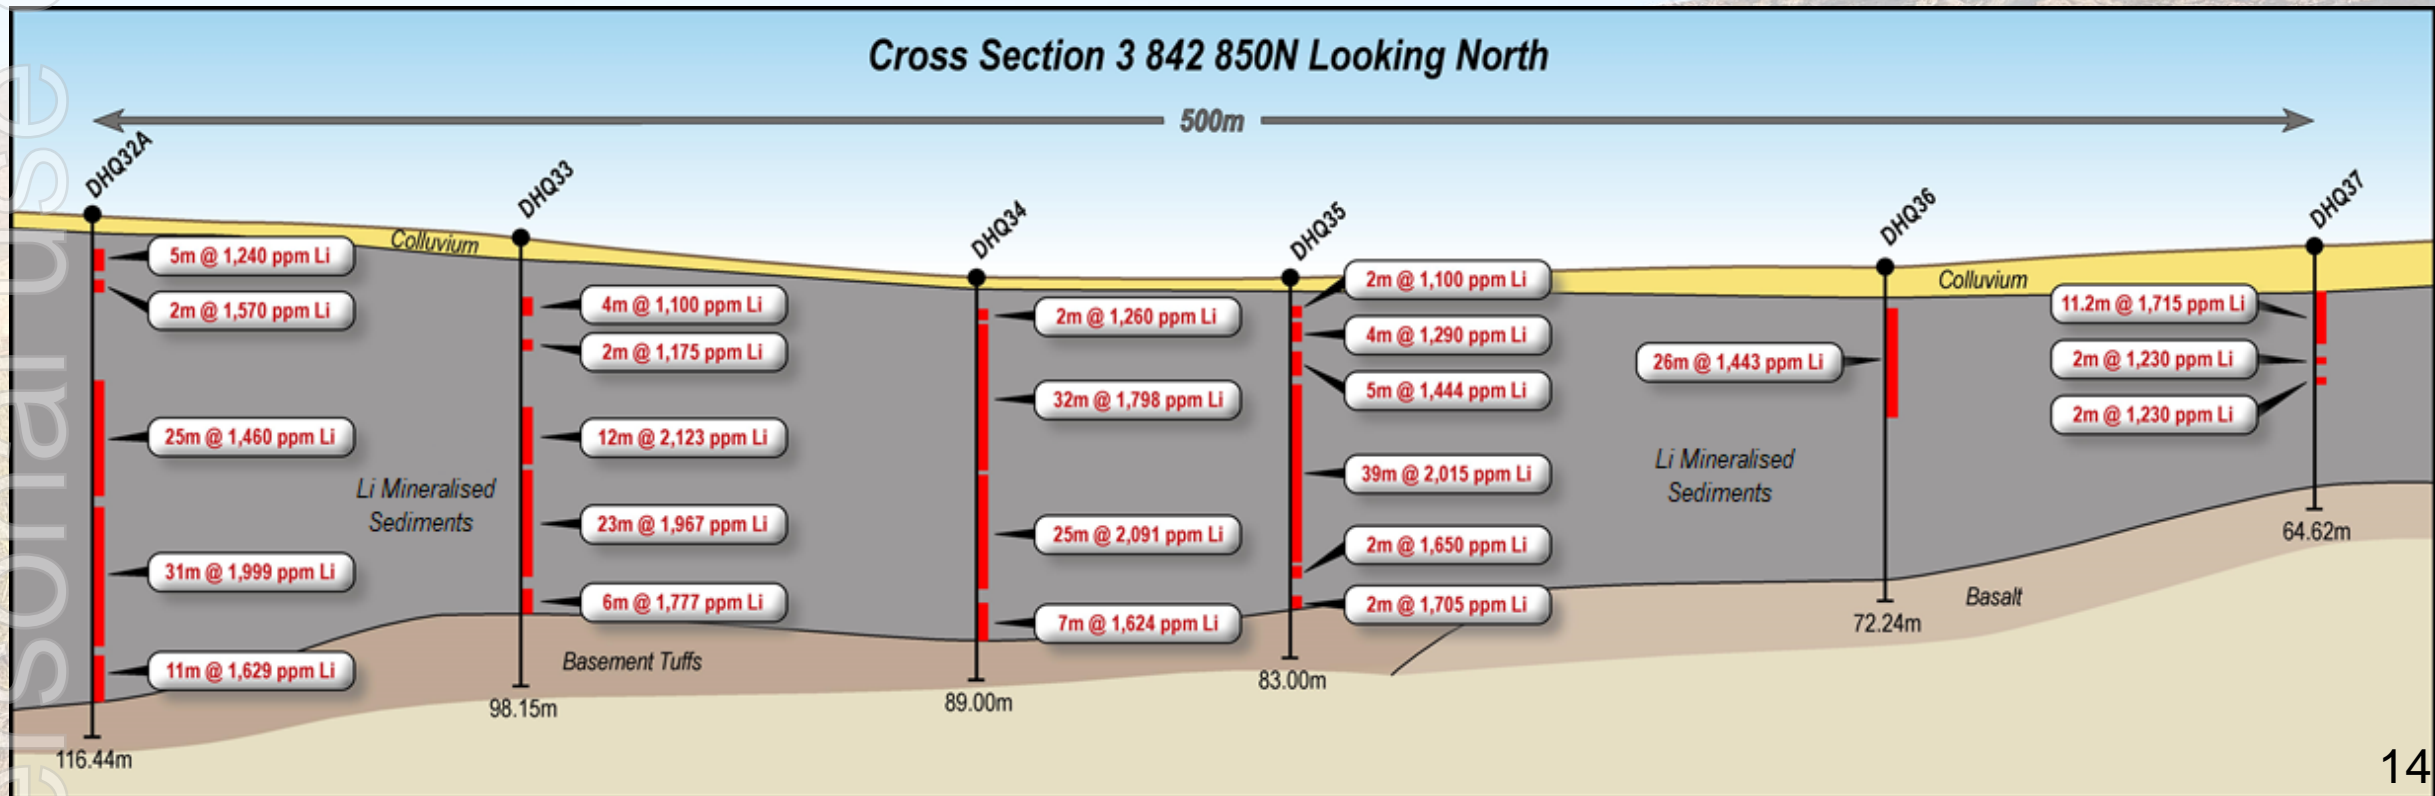 ersonal use
Cross Section 3 842 850N Looking North
500m
DHQ32A
DHQ33
DHQ34
DHQ35
DHQ36
DHQ37
Colluvium
Colluvium
5m @ 1,240 ppm Li
2m @ 1,570 ppm Li
25m @ 1,460 ppm Li
31m @ 1,999 ppm Li
11m @ 1,629 ppm Li
116.44m
Li Mineralised
Sediments
4m @ 1,100 ppm Li
2m @ 1,175 ppm Li
12m @ 2,123 ppm Li
23m @ 1,967 ppm Li
6m @ 1,777 ppm Li
98.15m
Basement Tuffs
2m @ 1,260 ppm Li
32m @ 1,798 ppm Li
25m @ 2,091 ppm Li
7m @ 1,624 ppm Li
89.00m
2m @ 1,100 ppm Li
4m @ 1,290 ppm Li
5m @ 1,444 ppm Li
39m @ 2,015 ppm Li
2m @ 1,650 ppm Li
2m @ 1,705 ppm Li
83.00m
26m @ 1,443 ppm Li
Li Mineralised
Sediments
72.24m
Basalt
11.2m @ 1,715 ppm Li
2m @ 1,230 ppm Li
2m @ 1,230 ppm Li
64.62m
14